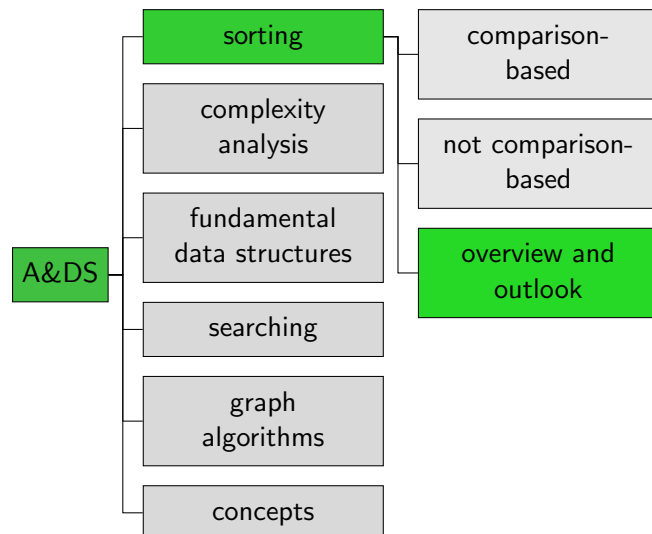 A&DS
sorting
complexity
analysis
fundamental
data structures
searching
graph
algorithms
concepts
comparison-
based
not comparison-
based
overview and
outlook